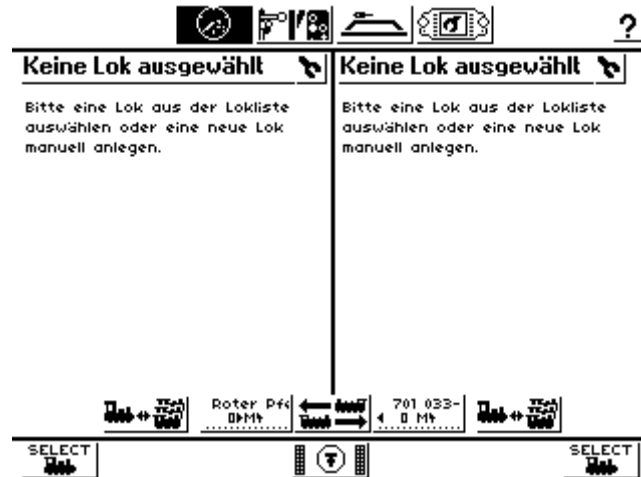 ?
Keine Lok ausgewählt
Keine Lok ausgewählt
Bitte eine Lok aus der Lokliste
auswählen oder eine neue Lok
manuell anlegen.
Bitte eine Lok aus der Lokliste
auswählen oder eine neue Lok
manuell anlegen.
Roter Pf
701 033-
SELECT
SELECT